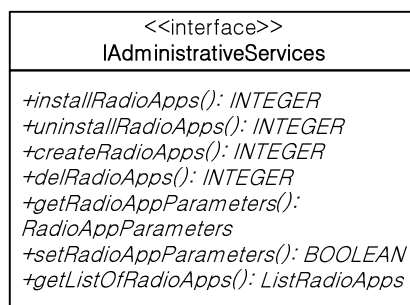 <<interface>>
IAdministrativeServices
+installRadioApps(): INTEGER
+uninstallRadioApps(): INTEGER
+createRadioApps(): INTEGER
+delRadioApps(): INTEGER
+getRadioAppParameters():
RadioAppParameters
+setRadioAppParameters(): BOOLEAN
+getListOfRadioApps(): ListRadioApps